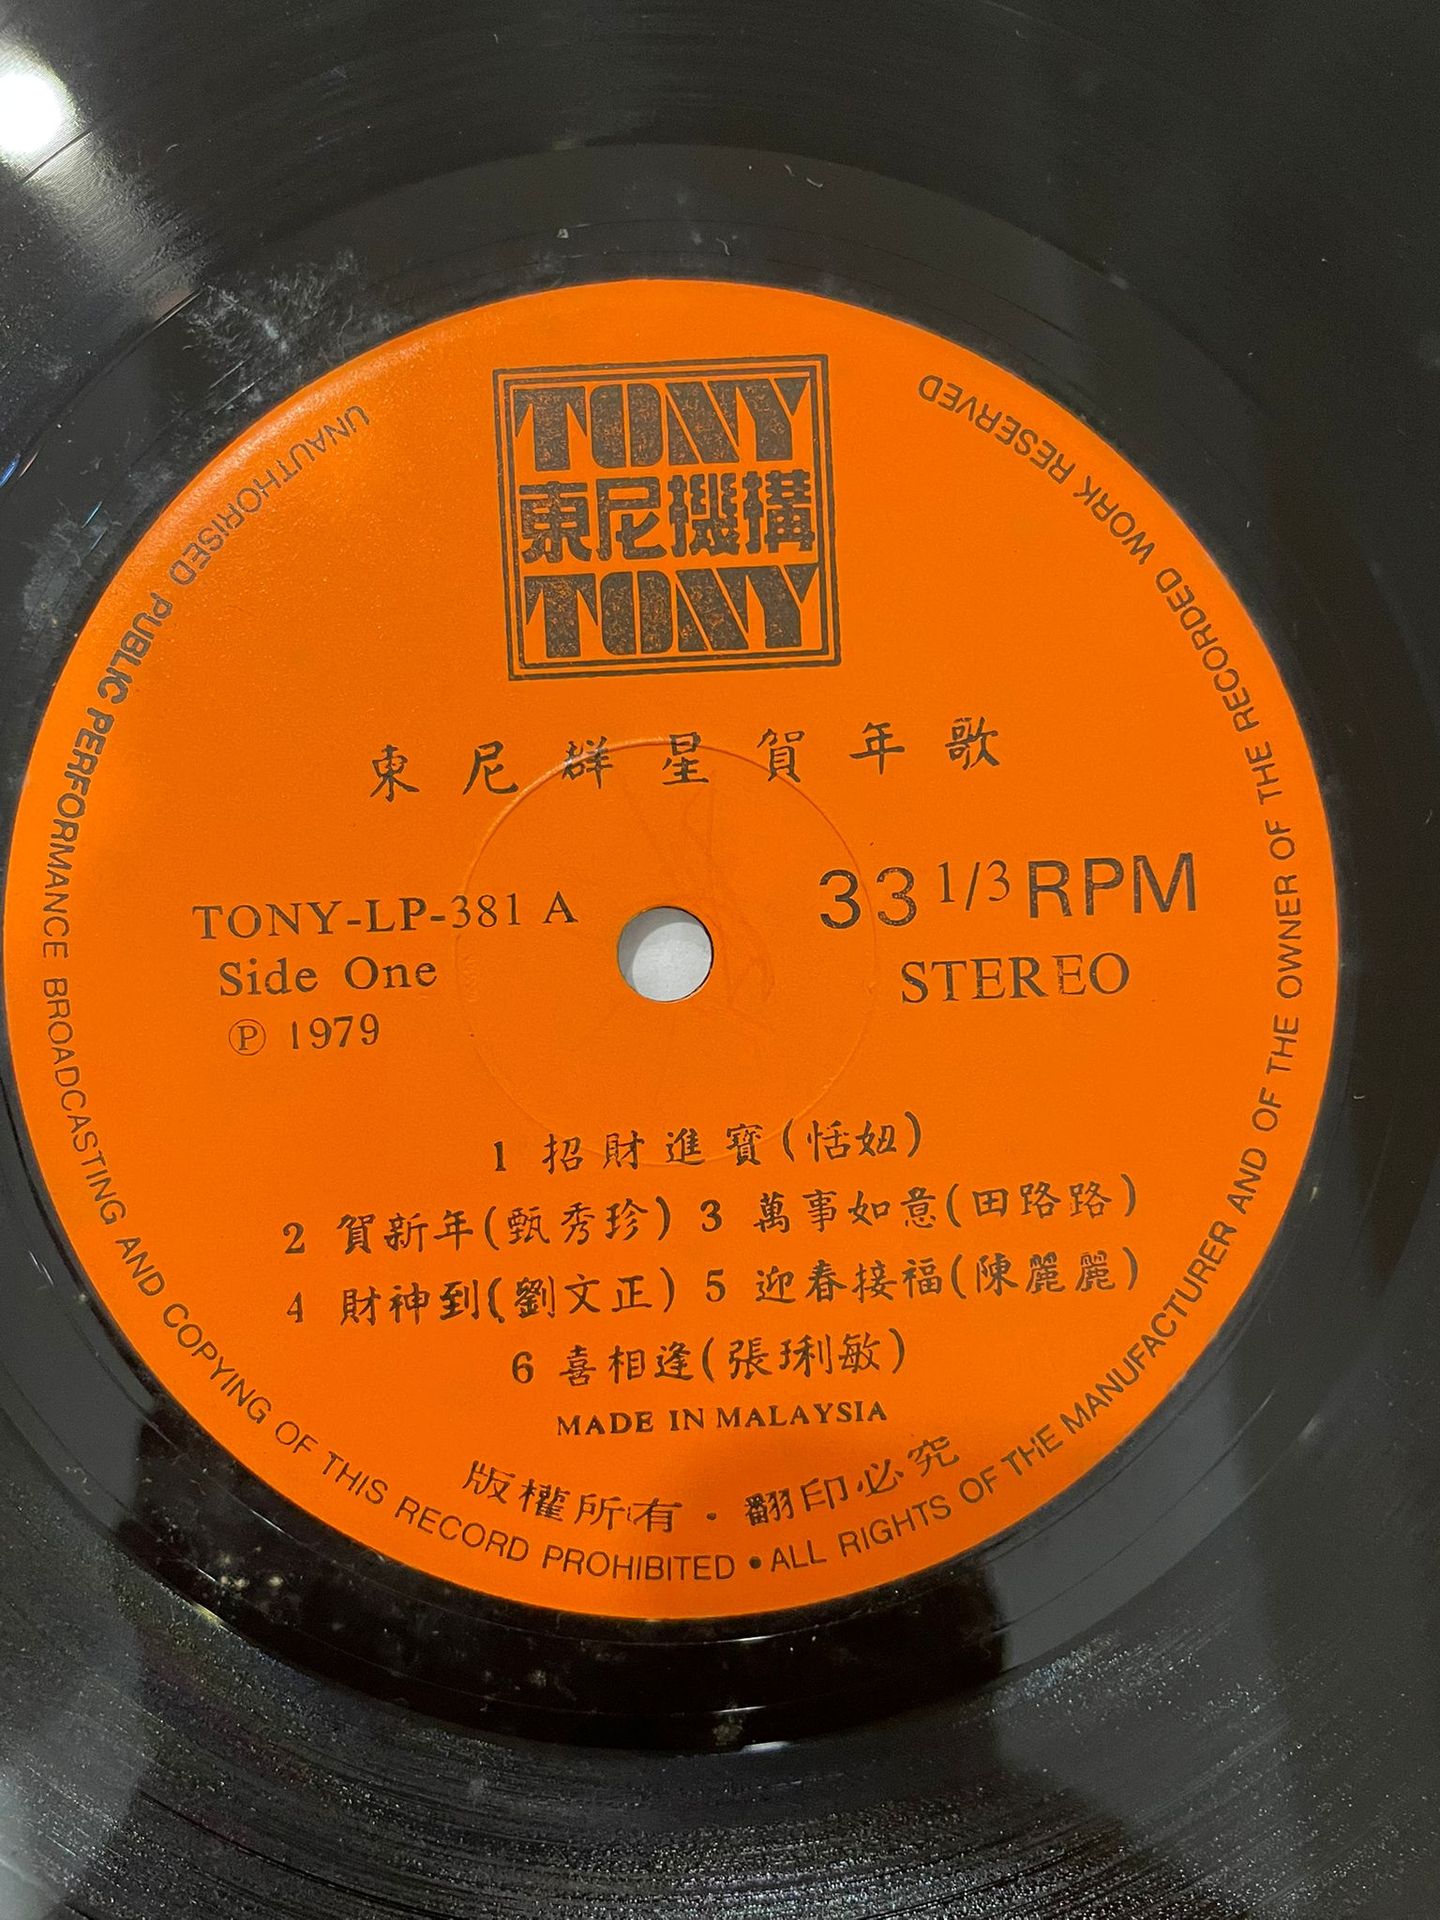 TONY
東尼機構
TONY
東尼群星賀年歌
TONY-LP-381 A
33 1/3 RPM
Side One
STEREO
Ⓟ 1979
1 招財進寶(恬妞)
2 賀新年(甄秀珍) 3 萬事如意(田路路)
4 財神到(劉文正) 5 迎春接福(陳麗麗)
6 喜相逢(張琍敏)
MADE IN MALAYSIA
版權所有・翻印必究
UNAUTHORISED PUBLIC PERFORMANCE BROADCASTING AND COPYING OF THIS RECORD PROHIBITED • ALL RIGHTS OF THE MANUFACTURER AND OF THE OWNER OF THE RECORDED WORK RESERVED